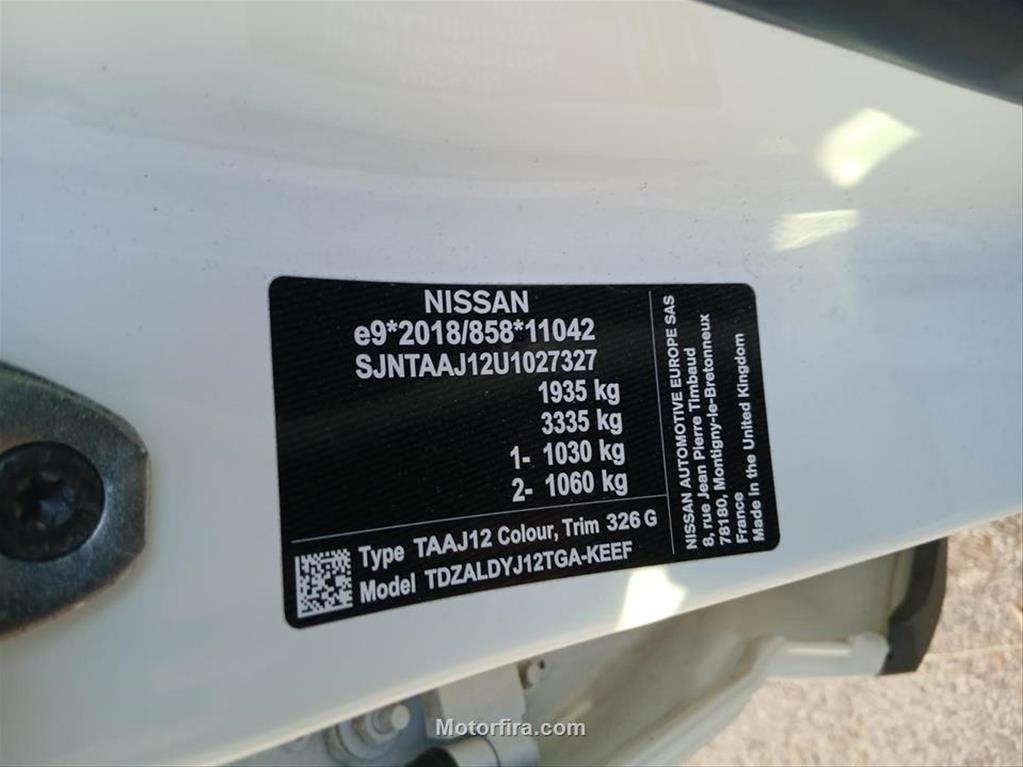 NISSAN
e9*2018/858*11042
SJNTAAJ12U1027327
1935 kg
3335 kg
1- 1030 kg
2- 1060 kg
Type TAAJ12 Colour, Trim 326 G
Model TDZALDYJ12TGA-KEEF
NISSAN AUTOMOTIVE EUROPE SAS
8, rue Jean Pierre Timbaud
78180, Montigny-le-Bretonneux
France
Made in the United Kingdom
Motorfira.com